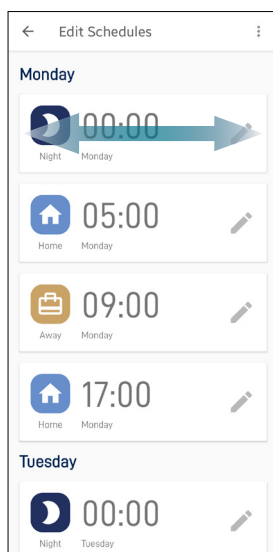 Edit Schedules
Monday
00:00
Night Monday
05:00
Home Monday
09:00
Away Monday
17:00
Home Monday
Tuesday
00:00
Night Tuesday